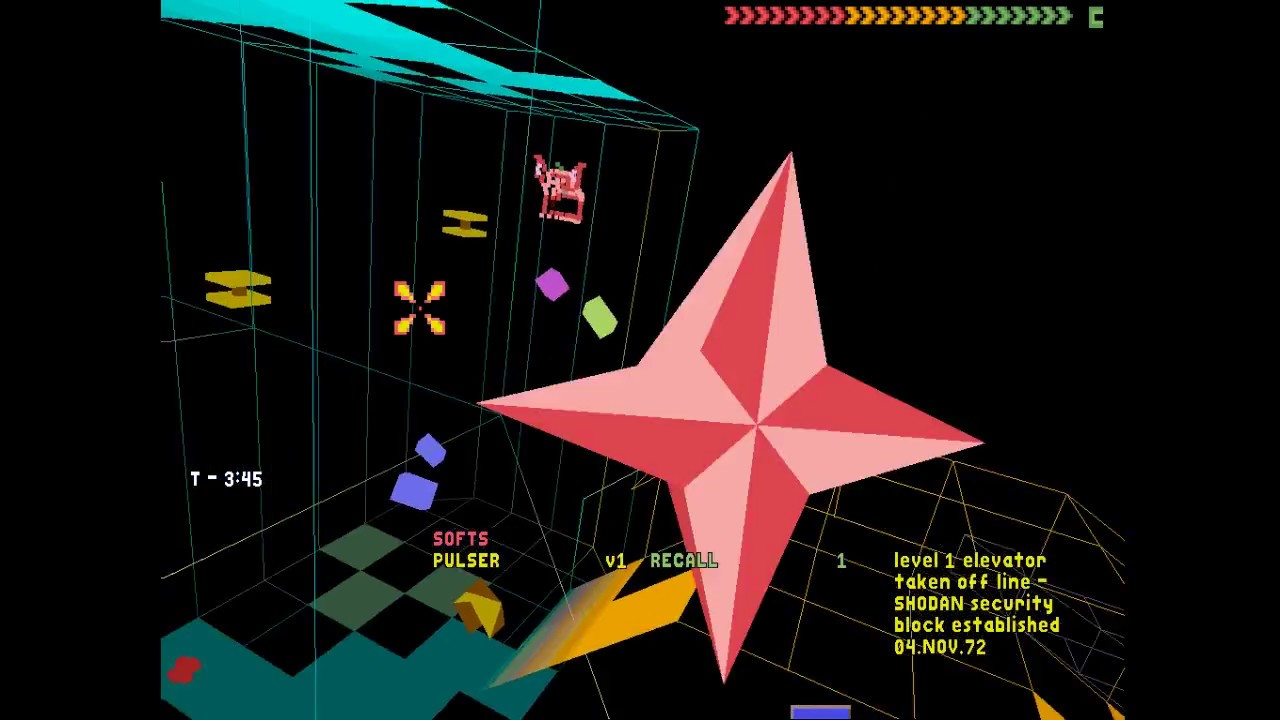 C
T - 3:45
SOFTS
PULSER v1 RECALL 1
level 1 elevator
taken off line -
SHODAN security
block established
04.NOV.72